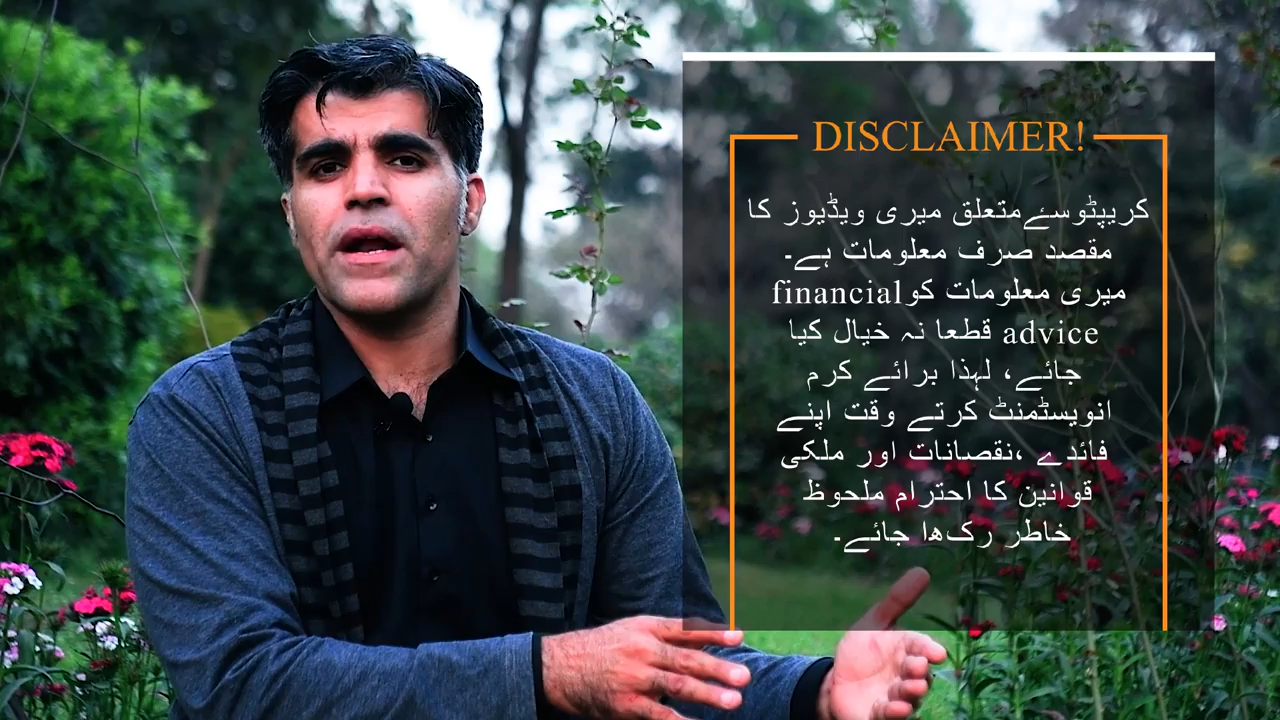 DISCLAIMER!
کریپٹوسےمتعلق میری ویڈیوز کا
مقصد صرف معلومات ہے۔
میری معلومات کوfinancial
advice قطعا نہ خیال کیا
جائے، لہذا برائے کرم
انویسٹمنٹ کرتے وقت اپنے
فائدے ،نقصانات اور ملکی
قوانین کا احترام ملحوظ
خاطر رکھا جائے۔